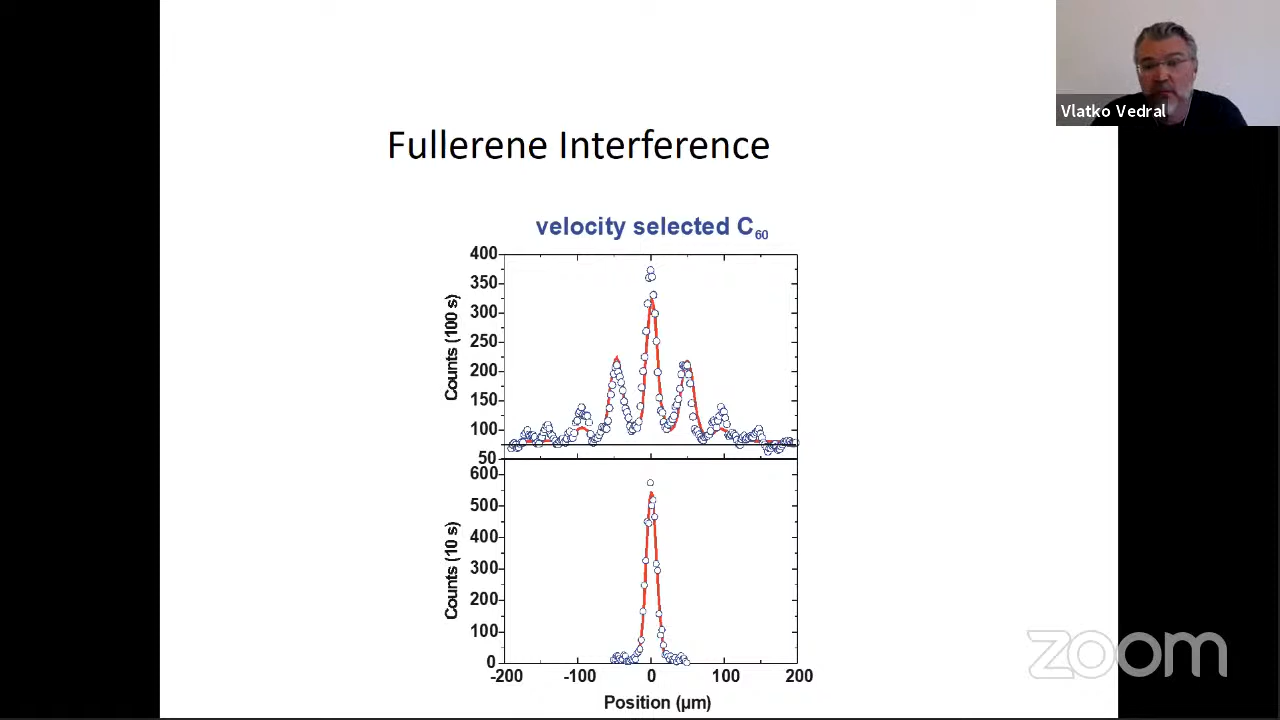 Vlatko Vedral
Fullerene Interference
velocity selected C60
400
350
300
250
200
150
100
50
Counts (100 s)
600
500
400
300
200
100
0
Counts (10 s)
-200 -100 0 100 200
Position (µm)
zoom